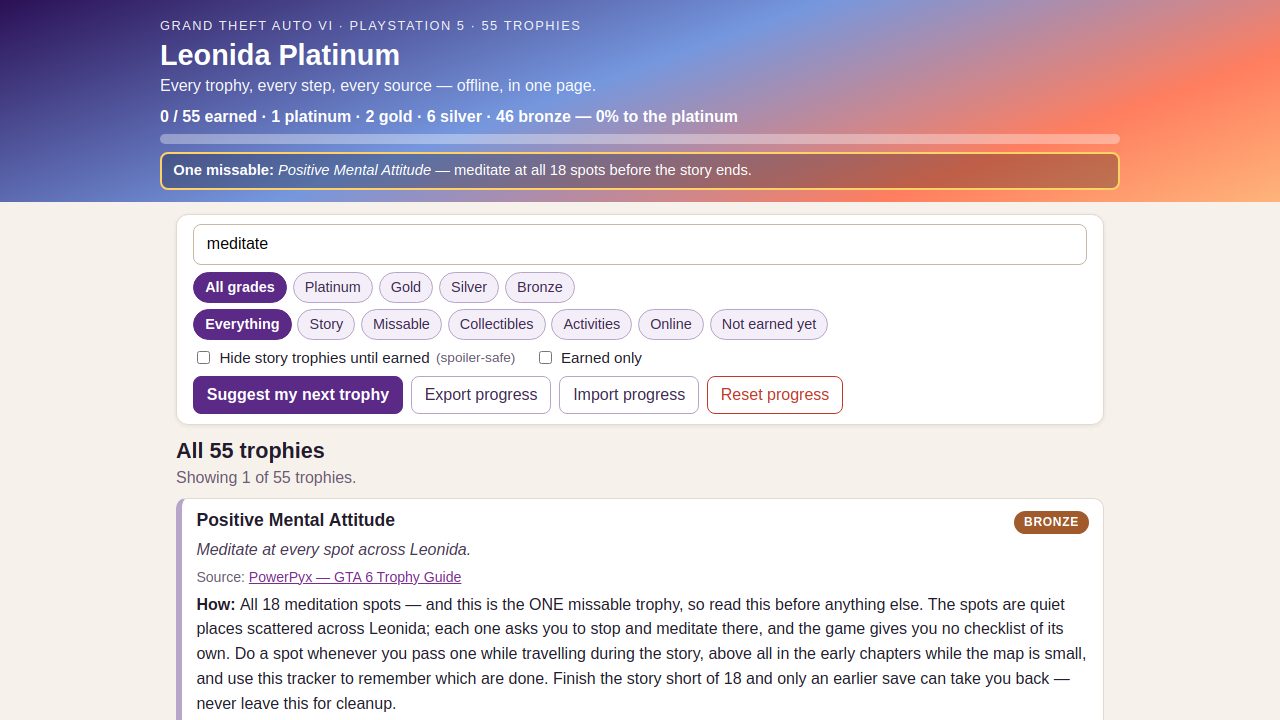 GRAND THEFT AUTO VI · PLAYSTATION 5 · 55 TROPHIES
Leonida Platinum
Every trophy, every step, every source — offline, in one page.
0 / 55 earned · 1 platinum · 2 gold · 6 silver · 46 bronze — 0% to the platinum
One missable: Positive Mental Attitude — meditate at all 18 spots before the story ends.
meditate
All grades Platinum Gold Silver Bronze
Everything Story Missable Collectibles Activities Online Not earned yet
Hide story trophies until earned (spoiler-safe) Earned only
Suggest my next trophy Export progress Import progress Reset progress
All 55 trophies
Showing 1 of 55 trophies.
Positive Mental Attitude BRONZE
Meditate at every spot across Leonida.
Source: PowerPyx — GTA 6 Trophy Guide
How: All 18 meditation spots — and this is the ONE missable trophy, so read this before anything else. The spots are quiet
places scattered across Leonida; each one asks you to stop and meditate there, and the game gives you no checklist of its
own. Do a spot whenever you pass one while travelling during the story, above all in the early chapters while the map is small,
and use this tracker to remember which are done. Finish the story short of 18 and only an earlier save can take you back —
never leave this for cleanup.